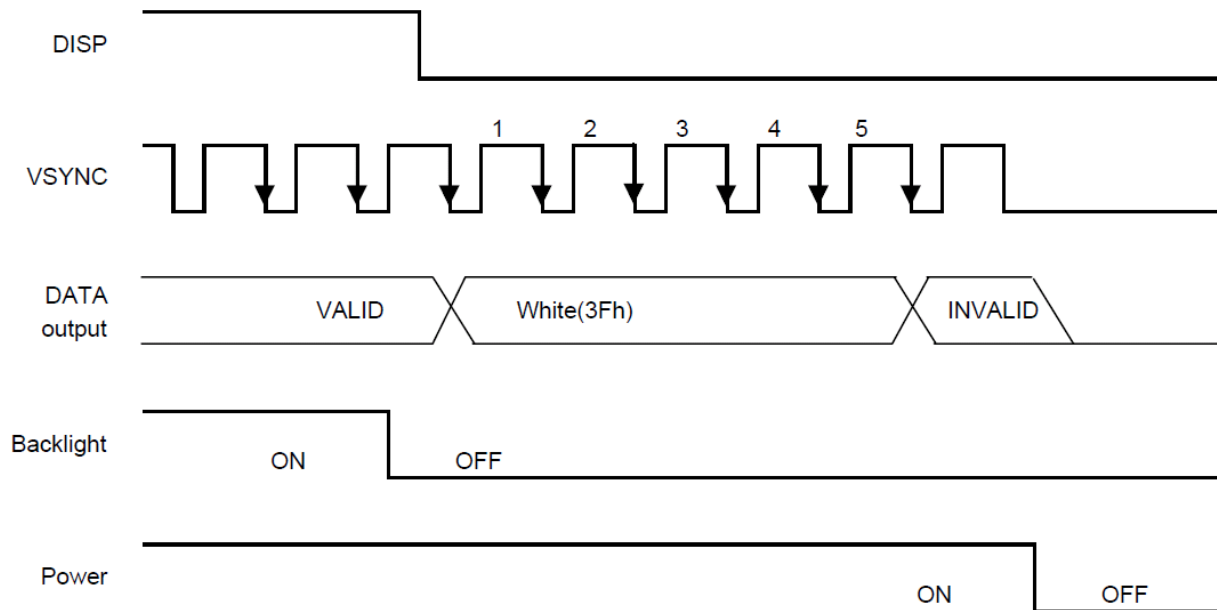 DISP
1 2 3 4 5
VSYNC
DATA
output
VALID White(3Fh) INVALID
Backlight
ON OFF
Power
ON OFF